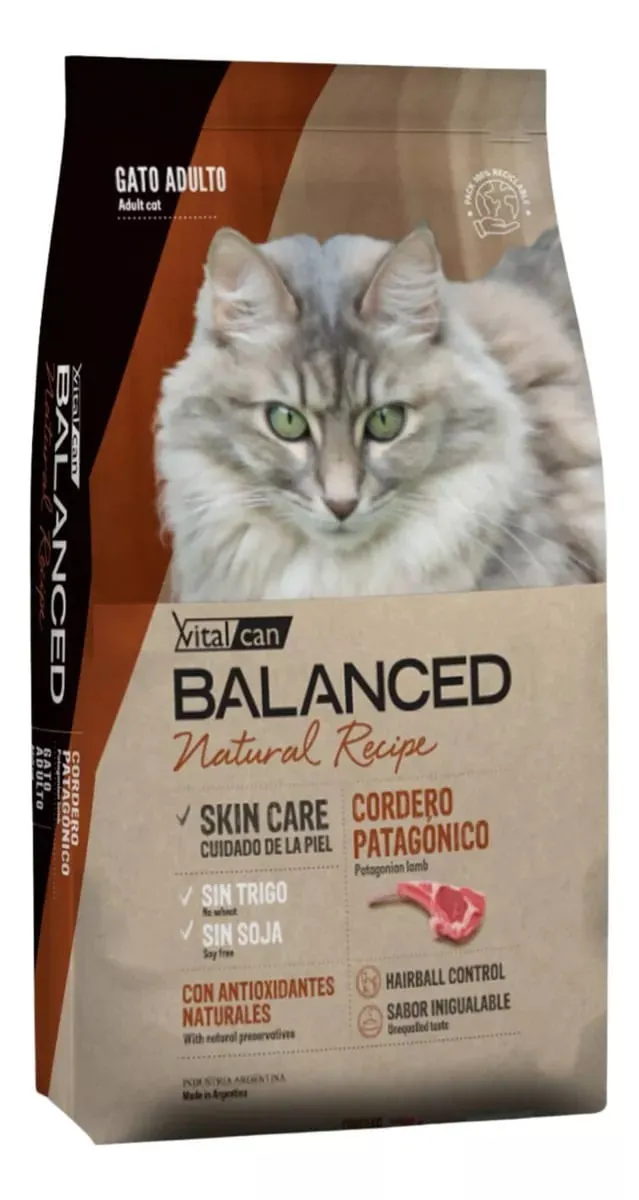 GATO ADULTO
Adult cat
PACK 100% RECICLABLE
Vital can
BALANCED
Natural Recipe
CORDERO
PATAGÓNICO
Patagonian lamb
GATO
ADULTO
Vital can
BALANCED
Natural Recipe
SKIN CARE
CUIDADO DE LA PIEL
SIN TRIGO
No wheat
SIN SOJA
Soy free
CON ANTIOXIDANTES
NATURALES
With natural preservatives
CORDERO
PATAGÓNICO
Patagonian lamb
HAIRBALL CONTROL
SABOR INIGUALABLE
Unequalled taste
INDUSTRIA ARGENTINA
Made in Argentina